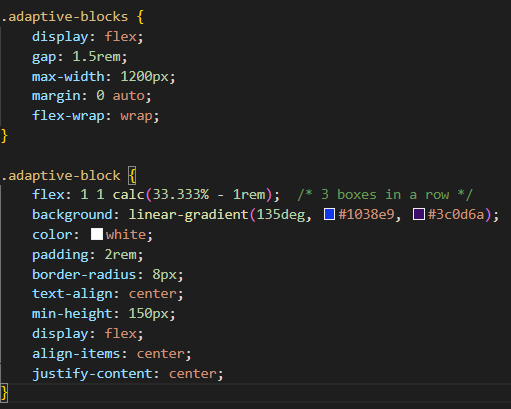 .adaptive-blocks {
    display: flex;
    gap: 1.5rem;
    max-width: 1200px;
    margin: 0 auto;
    flex-wrap: wrap;
}

.adaptive-block {
    flex: 1 1 calc(33.333% - 1rem);  /* 3 boxes in a row */
    background: linear-gradient(135deg, #1038e9, #3c0d6a);
    color: white;
    padding: 2rem;
    border-radius: 8px;
    text-align: center;
    min-height: 150px;
    display: flex;
    align-items: center;
    justify-content: center;
}